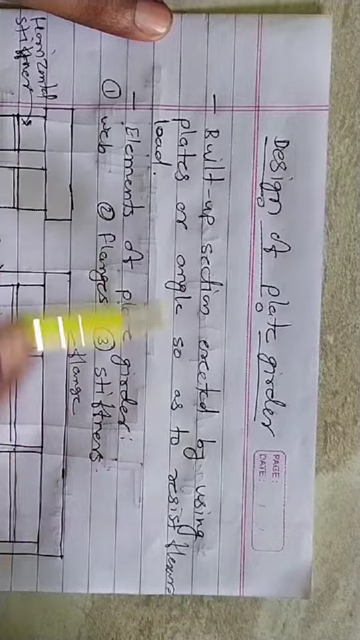 Design of plate girder
PAGE:
DATE: / /
- Built-up section erected by using
plates or angle so as to resist flexure
load.
- Elements of plate girder:
① web ② flanges ③ stiffners.
flange
Horizontal
stiffner